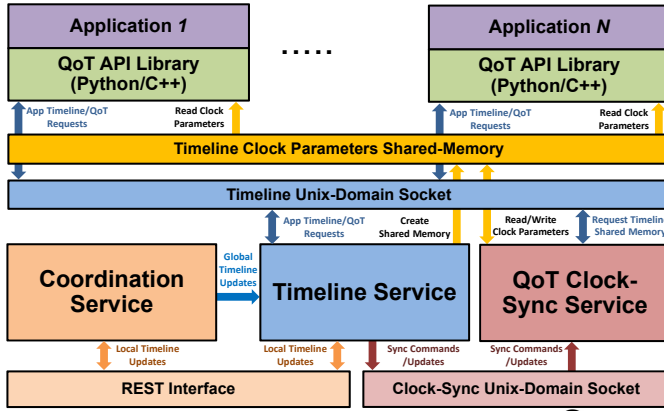 Application 1
Application N
QoT API Library
(Python/C++)
.....
QoT API Library
(Python/C++)
App Timeline/QoT
Requests
Read Clock
Parameters
App Timeline/QoT
Requests
Read Clock
Parameters
Timeline Clock Parameters Shared-Memory
Timeline Unix-Domain Socket
App Timeline/QoT
Requests
Create
Shared Memory
Read/Write
Clock Parameters
Request Timeline
Shared Memory
Coordination
Service
Global
Timeline
Updates
Timeline Service
QoT Clock-
Sync Service
Local Timeline
Updates
Local Timeline
Updates
Sync Commands
/Updates
Sync Commands
/Updates
REST Interface
Clock-Sync Unix-Domain Socket